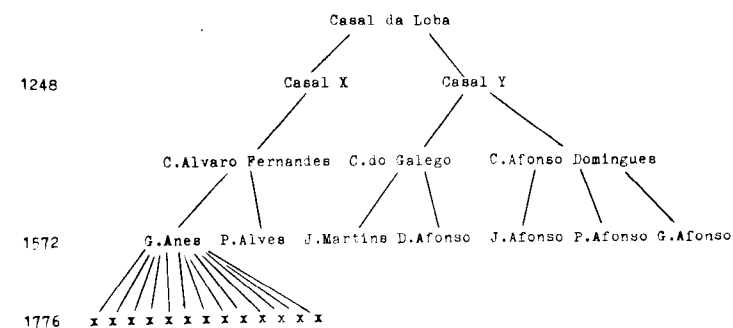 Casal da Loba
1248 Casal X Casal Y
C.Alvaro Fernandes C.do Galego C.Afonso Domingues
1572 G.Anes P.Alves J.Martins D.Afonso J.Afonso P.Afonso G.Afonso
1776 x x x x x x x x x x x x x